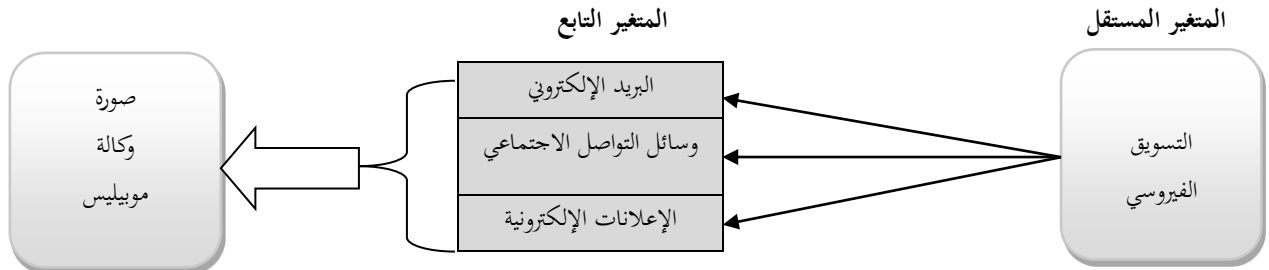 المتغير المستقل
المتغير التابع
التسويق
الفيروسي
البريد الإلكتروني
وسائل التواصل الاجتماعي
الإعلانات الإلكترونية
صورة
وكالة
موبيليس